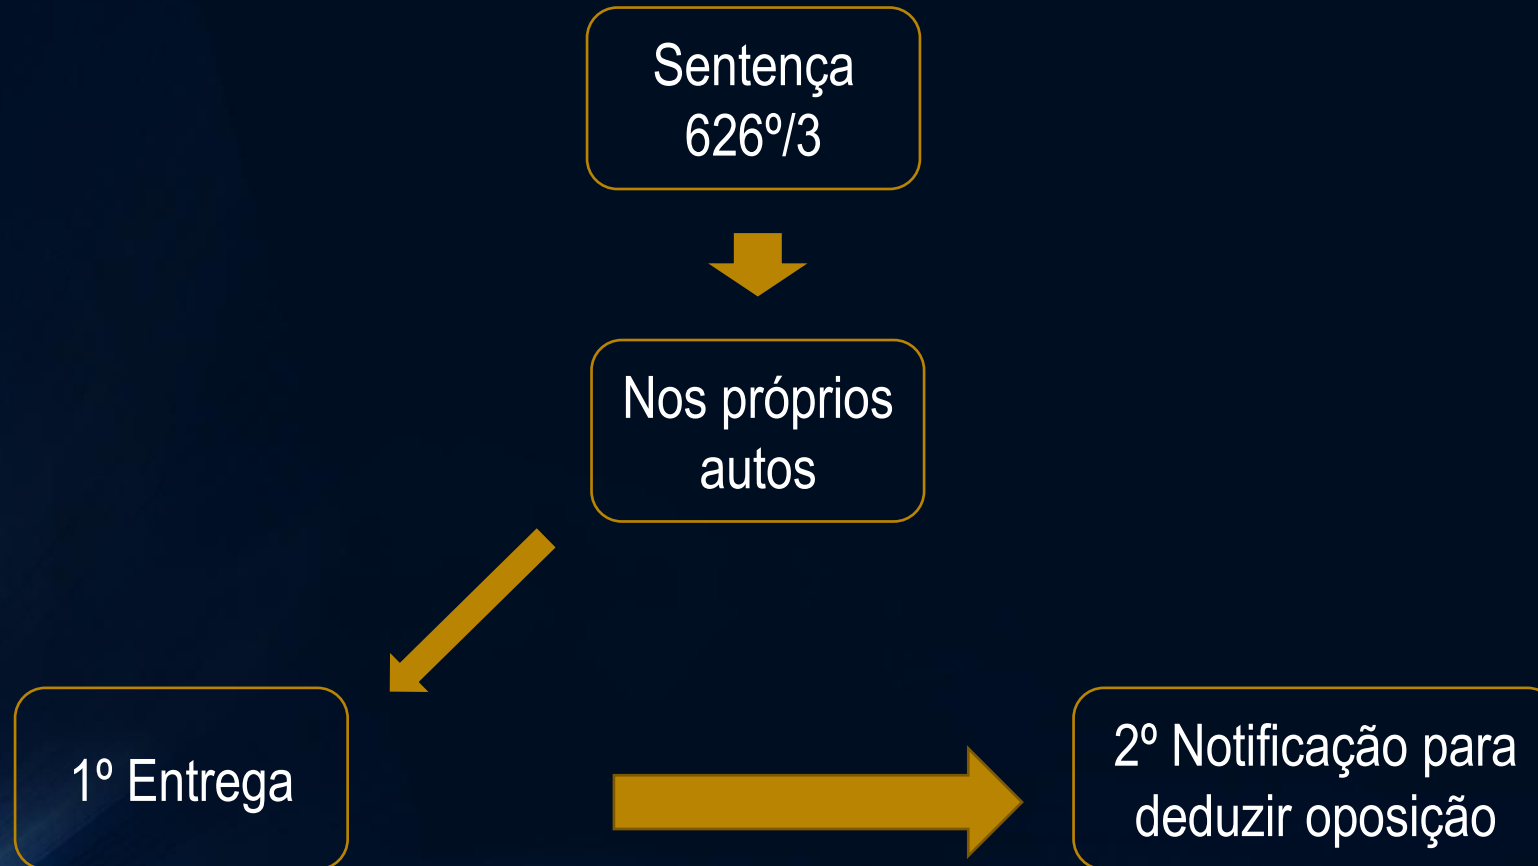 Sentença
626º/3
Nos próprios
autos
1º Entrega
2º Notificação para
deduzir oposição